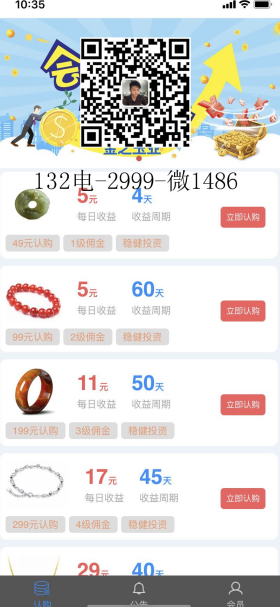 10:35
132电-2999-微1486
5元
4天
每日收益
收益周期
立即认购
49元认购
1级佣金
稳健投资
5元
60天
每日收益
收益周期
立即认购
99元认购
2级佣金
稳健投资
11元
50天
每日收益
收益周期
立即认购
199元认购
3级佣金
稳健投资
17元
45天
每日收益
收益周期
立即认购
299元认购
4级佣金
稳健投资
29元
40天
认购
公告
会员